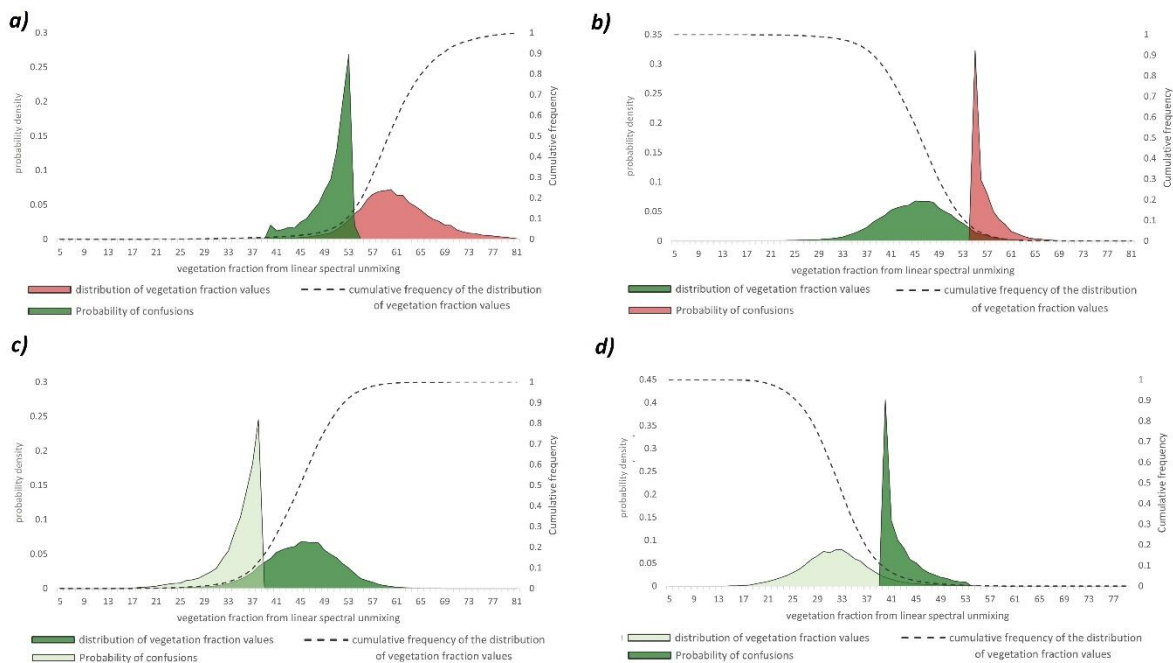 a)
0.3
0.25
0.2
0.15
0.1
0.05
0
probability density
1
0.9
0.8
0.7
0.6
0.5
0.4
0.3
0.2
0.1
0
Cumulative frequency
5 9 13 17 21 25 29 33 37 41 45 49 53 57 61 65 69 73 77 81
vegetation fraction from linear spectral unmixing
distribution of vegetation fraction values
Probability of confusions
cumulative frequency of the distribution
of vegetation fraction values
b)
0.35
0.3
0.25
0.2
0.15
0.1
0.05
0
probability density
1
0.9
0.8
0.7
0.6
0.5
0.4
0.3
0.2
0.1
0
Cumulative frequency
5 9 13 17 21 25 29 33 37 41 45 49 53 57 61 65 69 73 77 81
vegetation fraction from linear spectral unmixing
distribution of vegetation fraction values
Probability of confusions
cumulative frequency of the distribution
of vegetation fraction values
c)
0.3
0.25
0.2
0.15
0.1
0.05
0
probability density
1
0.9
0.8
0.7
0.6
0.5
0.4
0.3
0.2
0.1
0
Cumulative frequency
5 9 13 17 21 25 29 33 37 41 45 49 53 57 61 65 69 73 77 81
vegetation fraction from linear spectral unmixing
distribution of vegetation fraction values
Probability of confusions
cumulative frequency of the distribution
of vegetation fraction values
d)
0.45
0.4
0.35
0.3
0.25
0.2
0.15
0.1
0.05
0
probability density
1
0.9
0.8
0.7
0.6
0.5
0.4
0.3
0.2
0.1
0
Cumulative frequency
5 9 13 17 21 25 29 33 37 41 45 49 53 57 61 65 69 73 77
vegetation fraction from linear spectral unmixing
distribution of vegetation fraction values
Probability of confusions
cumulative frequency of the distribution
of vegetation fraction values